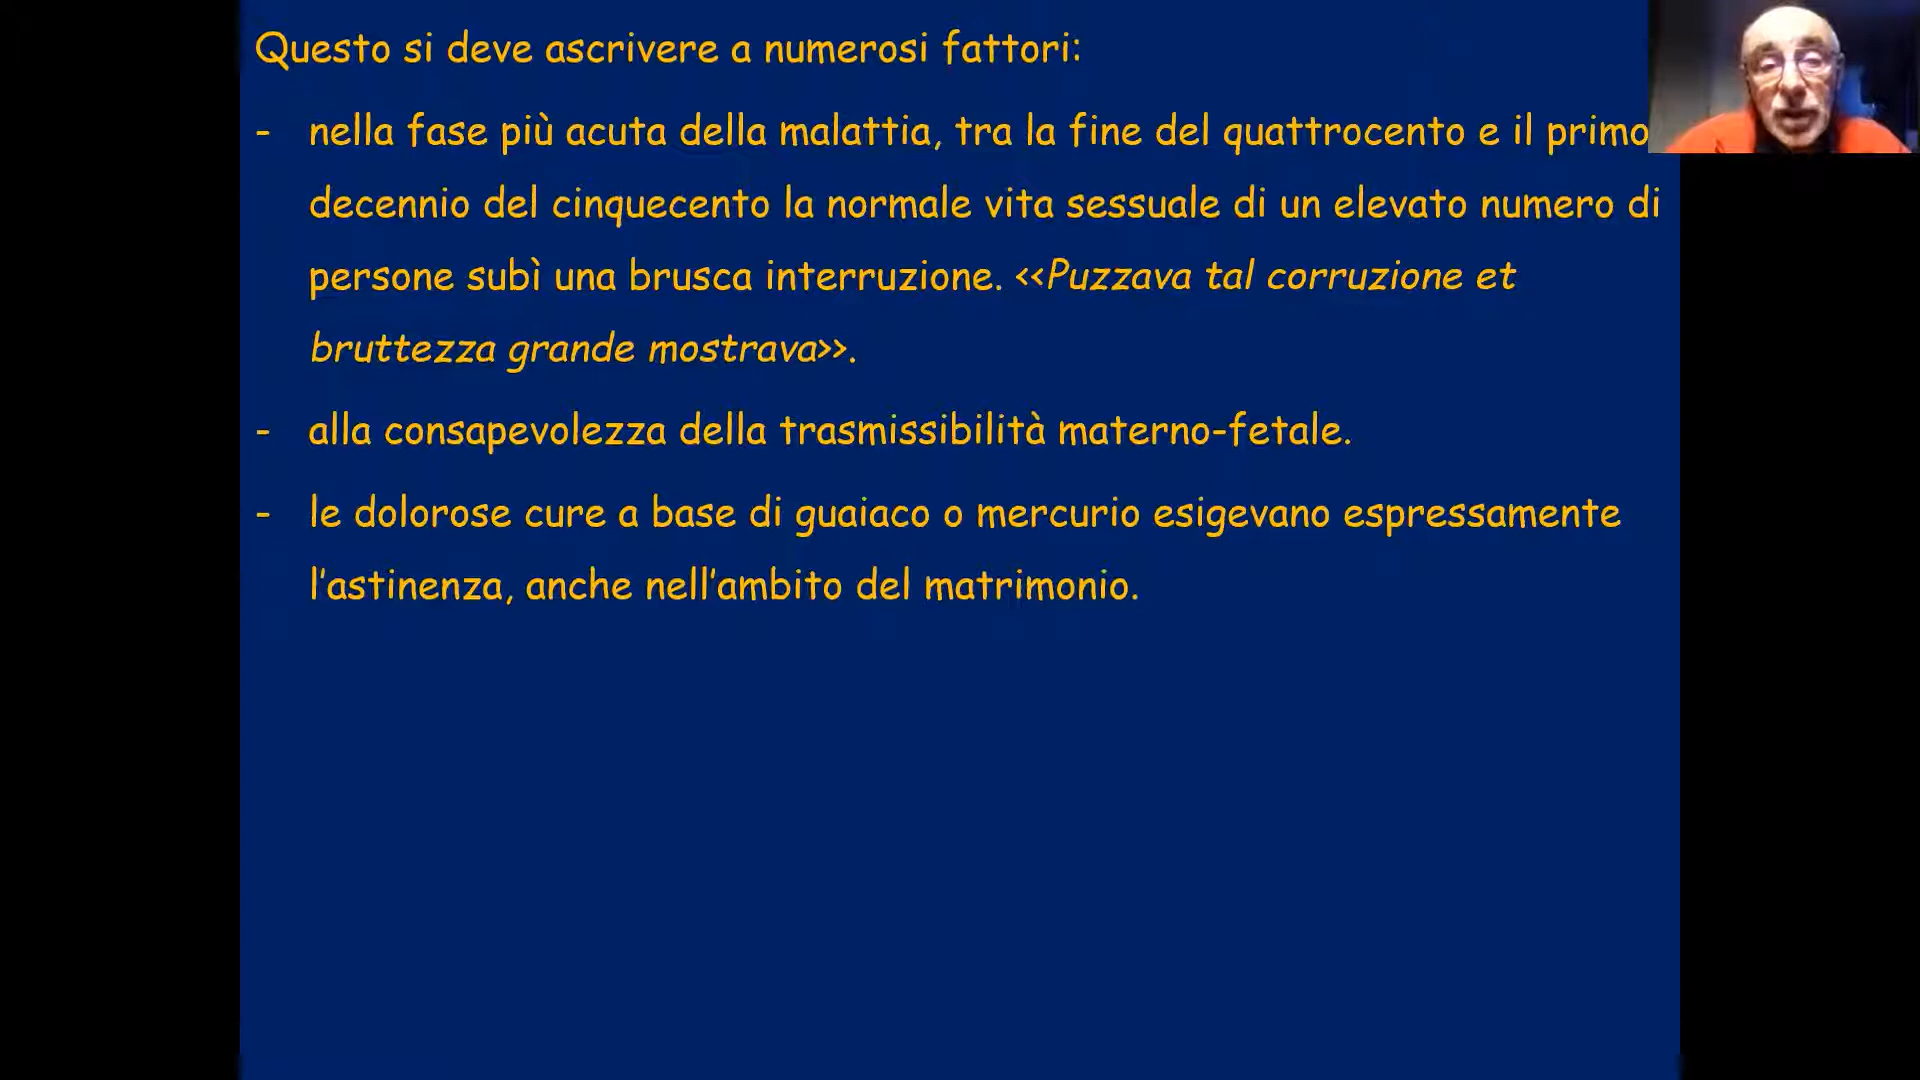 Questo si deve ascrivere a numerosi fattori:
- nella fase più acuta della malattia, tra la fine del quattrocento e il primo
decennio del cinquecento la normale vita sessuale di un elevato numero di
persone subì una brusca interruzione. <<Puzzava tal corruzione et
bruttezza grande mostrava>>.
- alla consapevolezza della trasmissibilità materno-fetale.
- le dolorose cure a base di guaiaco o mercurio esigevano espressamente
l'astinenza, anche nell'ambito del matrimonio.